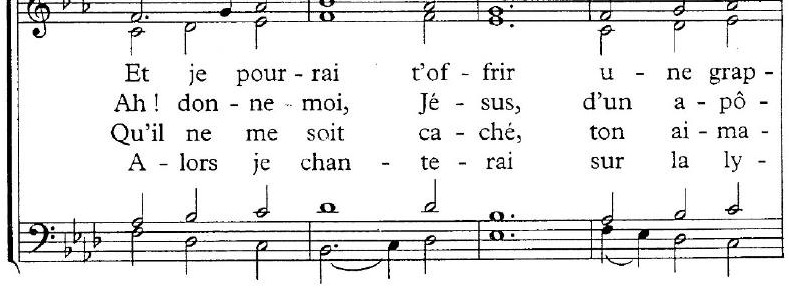 Et je pour - rai t'of - frir u - ne grap -
Ah ! don - ne - moi, Jé - sus, d'un a - pô -
Qu'il ne me soit ca - ché, ton ai - ma -
A - lors je chan - te - rai sur la ly -